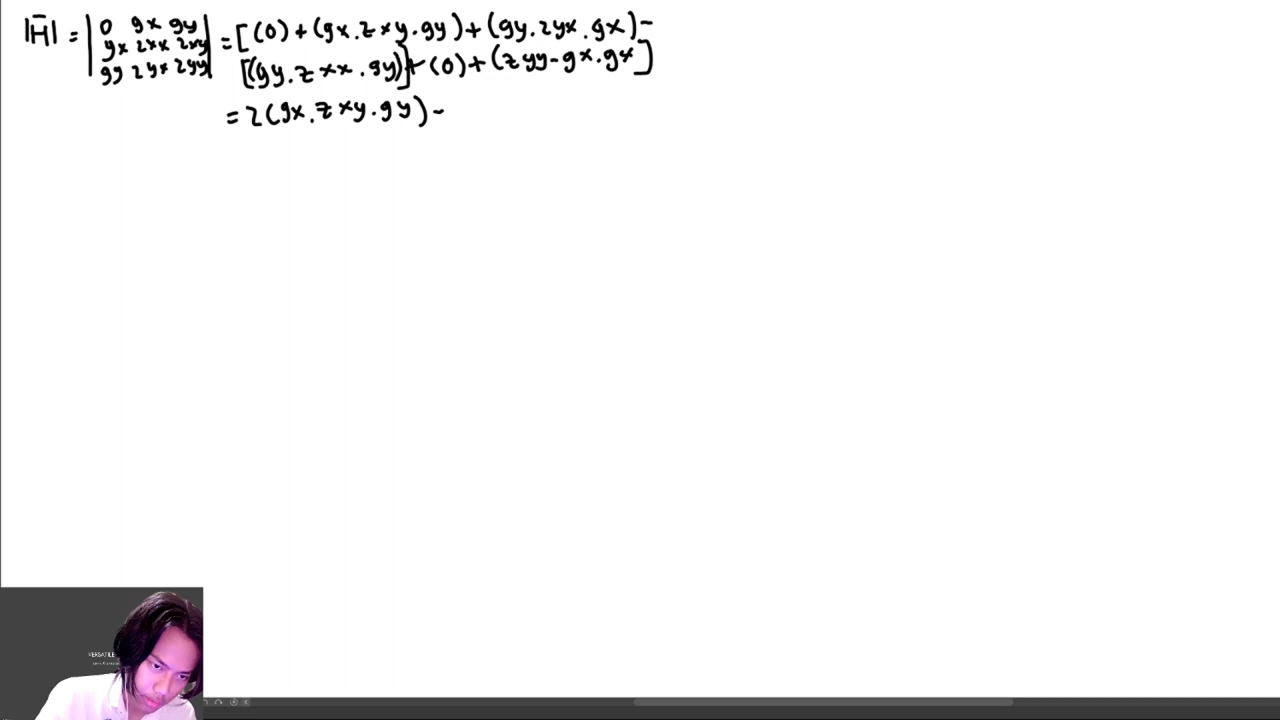 |H̄| = | 0 gx gy | = [(0) + (gx.zxy.gy) + (gy.zyx.gx) -
| gx zxx zxy | [(gy.zxx.gy)] + (0) + (zyy-gx.gx]
| gy zyx zyy |
= 2(gx.zxy.gy) -
VERSATILE